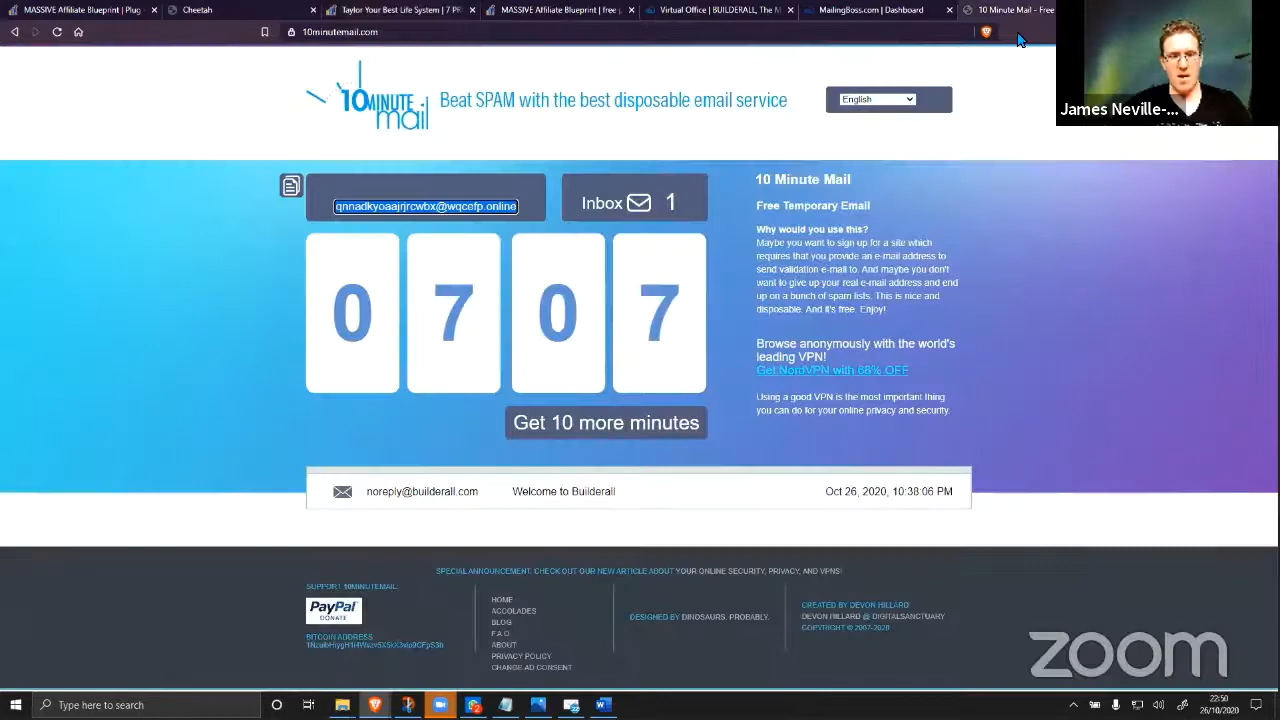 MASSIVE Affiliate Blueprint | Plug
Cheetah
Taylor Your Best Life System | 7 PR
MASSIVE Affiliate Blueprint | free
Virtual Office | BUILDERALL, The M
MailingBoss.com | Dashboard
10 Minute Mail - Free
10minutemail.com
James Neville-...
10MINUTE
mail
Beat SPAM with the best disposable email service
English
qnnadkyoaajrjrcwbx@wqcefp.online
Inbox 1
0 7 0 7
Get 10 more minutes
10 Minute Mail
Free Temporary Email
Why would you use this?
Maybe you want to sign up for a site which
requires that you provide an e-mail address to
send validation e-mail to. And maybe you don't
want to give up your real e-mail address and end
up on a bunch of spam lists. This is nice and
disposable. And it's free. Enjoy!
Browse anonymously with the world's
leading VPN!
Get NordVPN with 68% OFF
Using a good VPN is the most important thing
you can do for your online privacy and security.
noreply@builderall.com Welcome to Builderall Oct 26, 2020, 10:38:06 PM
SPECIAL ANNOUNCEMENT: CHECK OUT OUR NEW ARTICLE ABOUT YOUR ONLINE SECURITY, PRIVACY, AND VPNS!
SUPPORT 10MINUTEMAIL:
PayPal
DONATE
BITCOIN ADDRESS:
HOME
ACCOLADES
BLOG
F.A.Q
ABOUT
PRIVACY POLICY
CHANGE AD CONSENT
DESIGNED BY DINOSAURS. PROBABLY.
CREATED BY DEVON HILLARD
DEVON HILLARD @ DIGITALSANCTUARY
COPYRIGHT © 2007-2020
zoom
Type here to search
22:50
26/10/2020